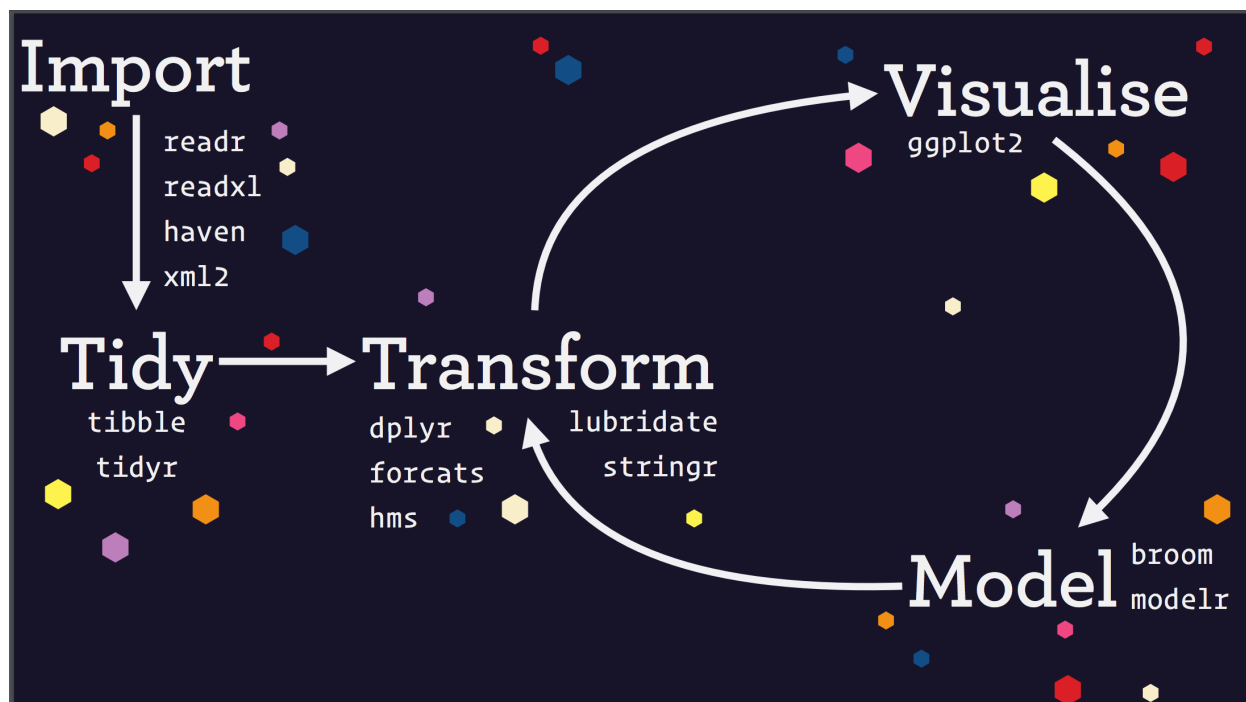 Import
readr
readxl
haven
xml2
Tidy
tibble
tidyr
Transform
dplyr
forcats
hms
lubridate
stringr
Visualise
ggplot2
Model
broom
modelr